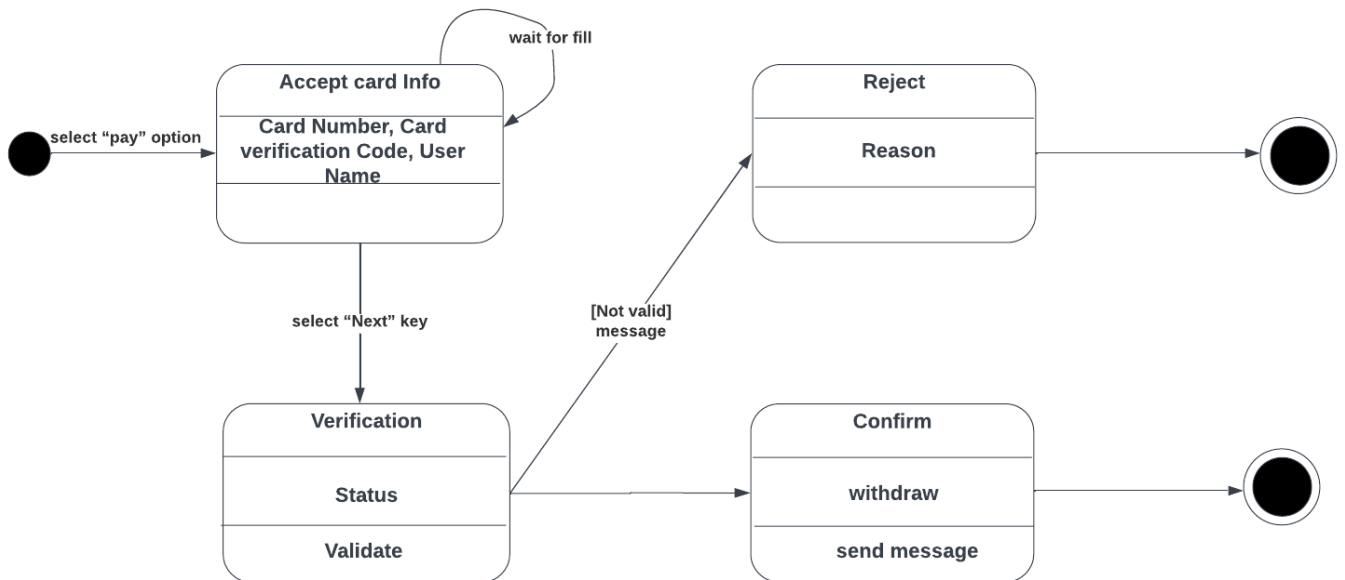 wait for fill
Accept card Info
Reject
select “pay” option
Card Number, Card
verification Code, User
Name
Reason
[Not valid]
message
select “Next” key
Verification
Confirm
Status
withdraw
Validate
send message